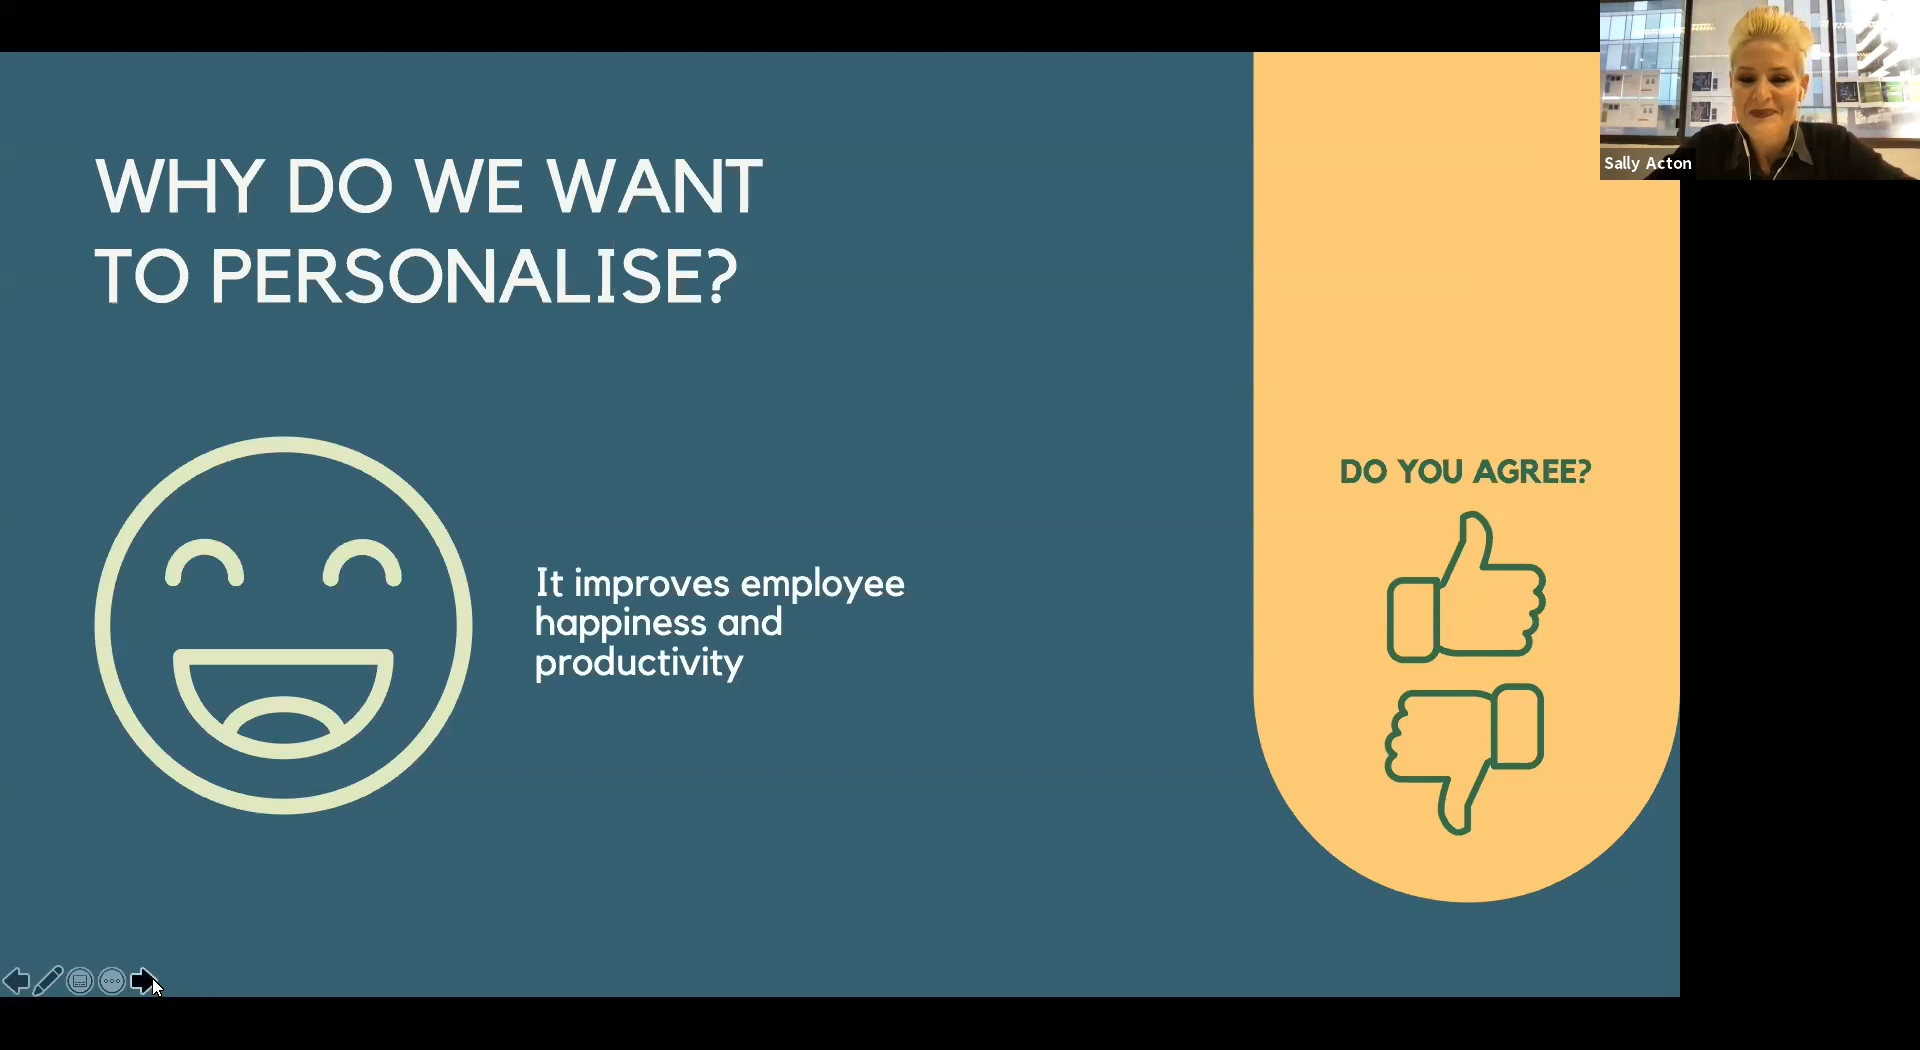 WHY DO WE WANT
TO PERSONALISE?
It improves employee
happiness and
productivity
DO YOU AGREE?
Sally Acton